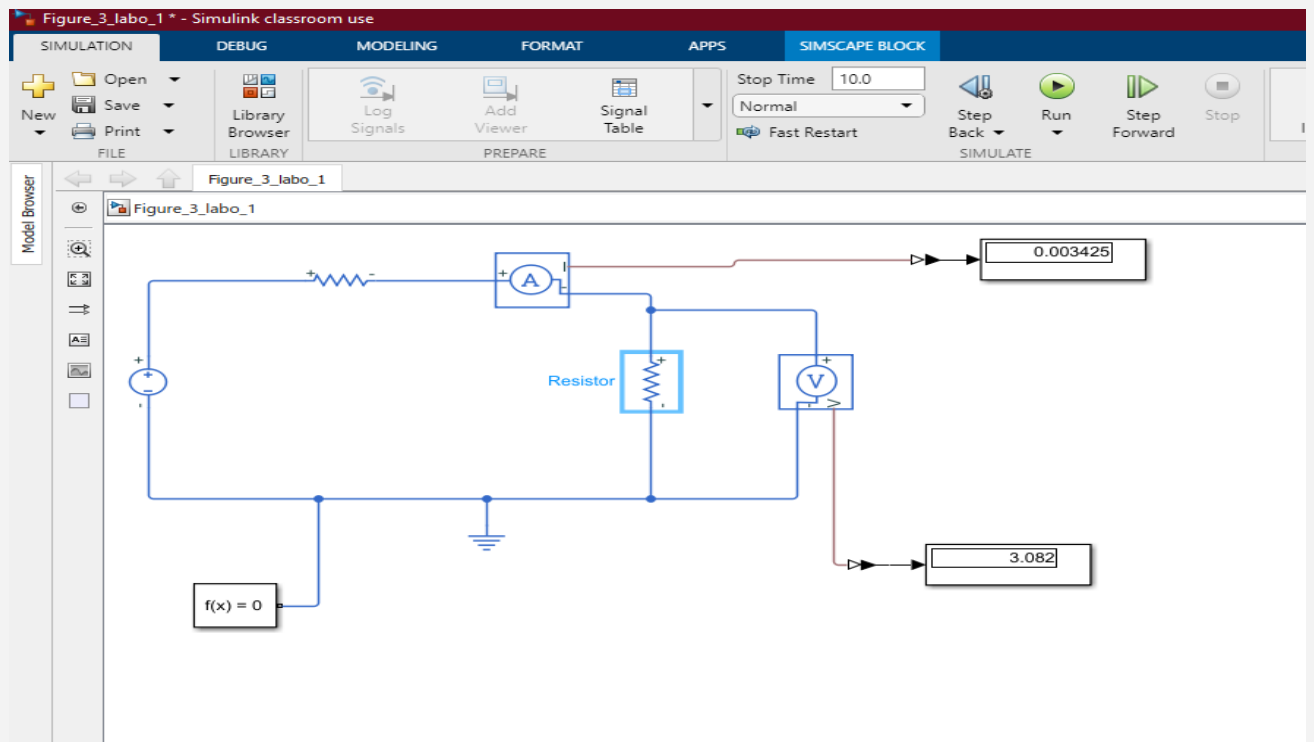 Figure_3_labo_1 * - Simulink classroom use
SIMULATION DEBUG MODELING FORMAT APPS SIMSCAPE BLOCK
New
Open
Save
Print
FILE
Library
Browser
LIBRARY
Log
Signals
Add
Viewer
Signal
Table
PREPARE
Stop Time 10.0
Normal
Fast Restart
Step
Back
Run
Step
Forward
Stop
SIMULATE
Model Browser
Figure_3_labo_1
Figure_3_labo_1
+ - + A I - 0.003425
+ + -
Resistor + -
+ V - V
f(x) = 0
3.082